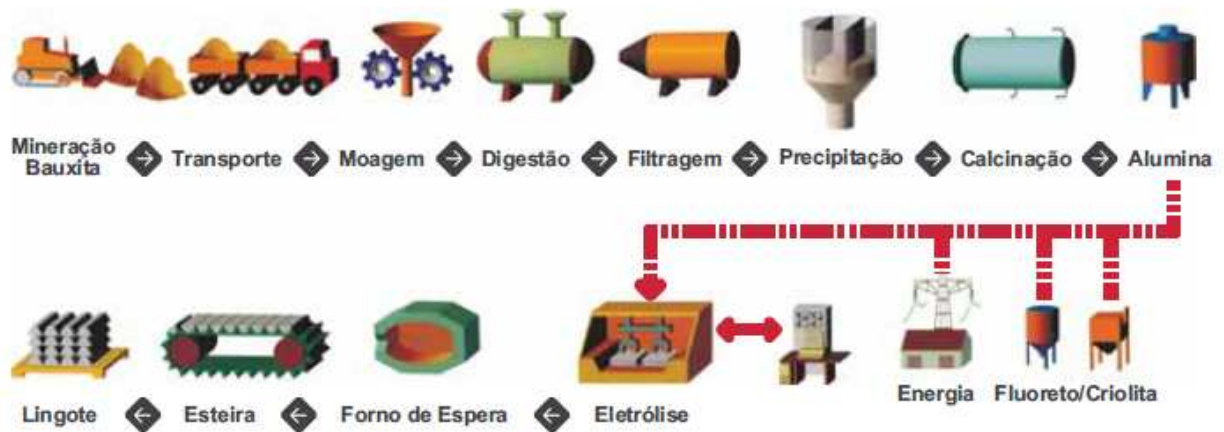 Mineração
Bauxita
Transporte
Moagem
Digestão
Filtragem
Precipitação
Calcinação
Alumina
Energia
Fluoreto/Criolita
Lingote
Esteira
Forno de Espera
Eletrólise